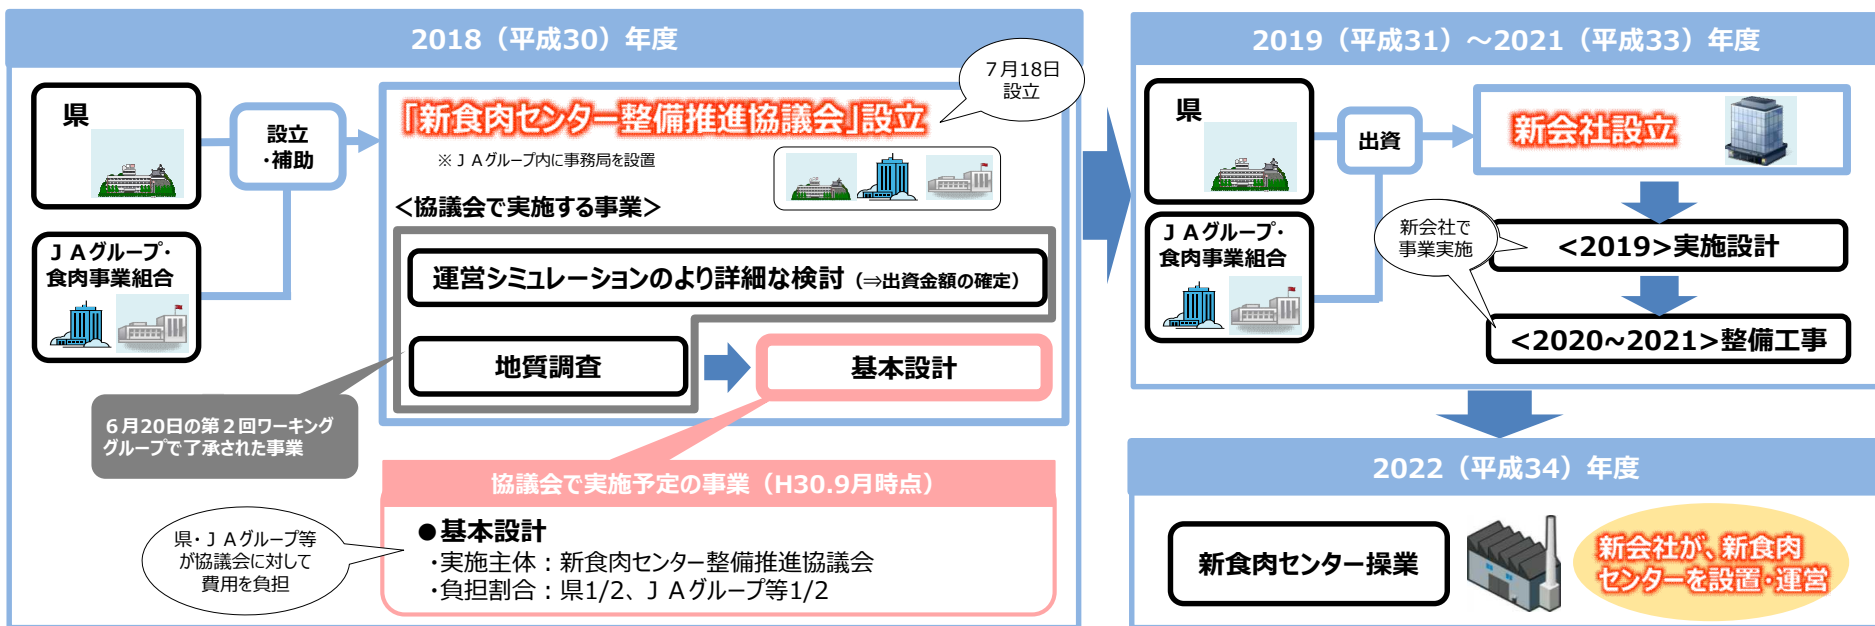 2018（平成30）年度
7月18日
設立
県
設立
・補助
「新食肉センター整備推進協議会」設立
※ＪＡグループ内に事務局を設置
＜協議会で実施する事業＞
ＪＡグループ・
食肉事業組合
運営シミュレーションのより詳細な検討（⇒出資金額の確定）
地質調査
基本設計
６月20日の第２回ワーキング
グループで了承された事業
協議会で実施予定の事業（H30.9月時点）
県・ＪＡグループ等
が協議会に対して
費用を負担
●基本設計
・実施主体：新食肉センター整備推進協議会
・負担割合：県1/2、ＪＡグループ等1/2
2019（平成31）～2021（平成33）年度
県
出資
新会社設立
ＪＡグループ・
食肉事業組合
新会社で
事業実施
<2019>実施設計
<2020~2021>整備工事
2022（平成34）年度
新食肉センター操業
新会社が、新食肉
センターを設置・運営